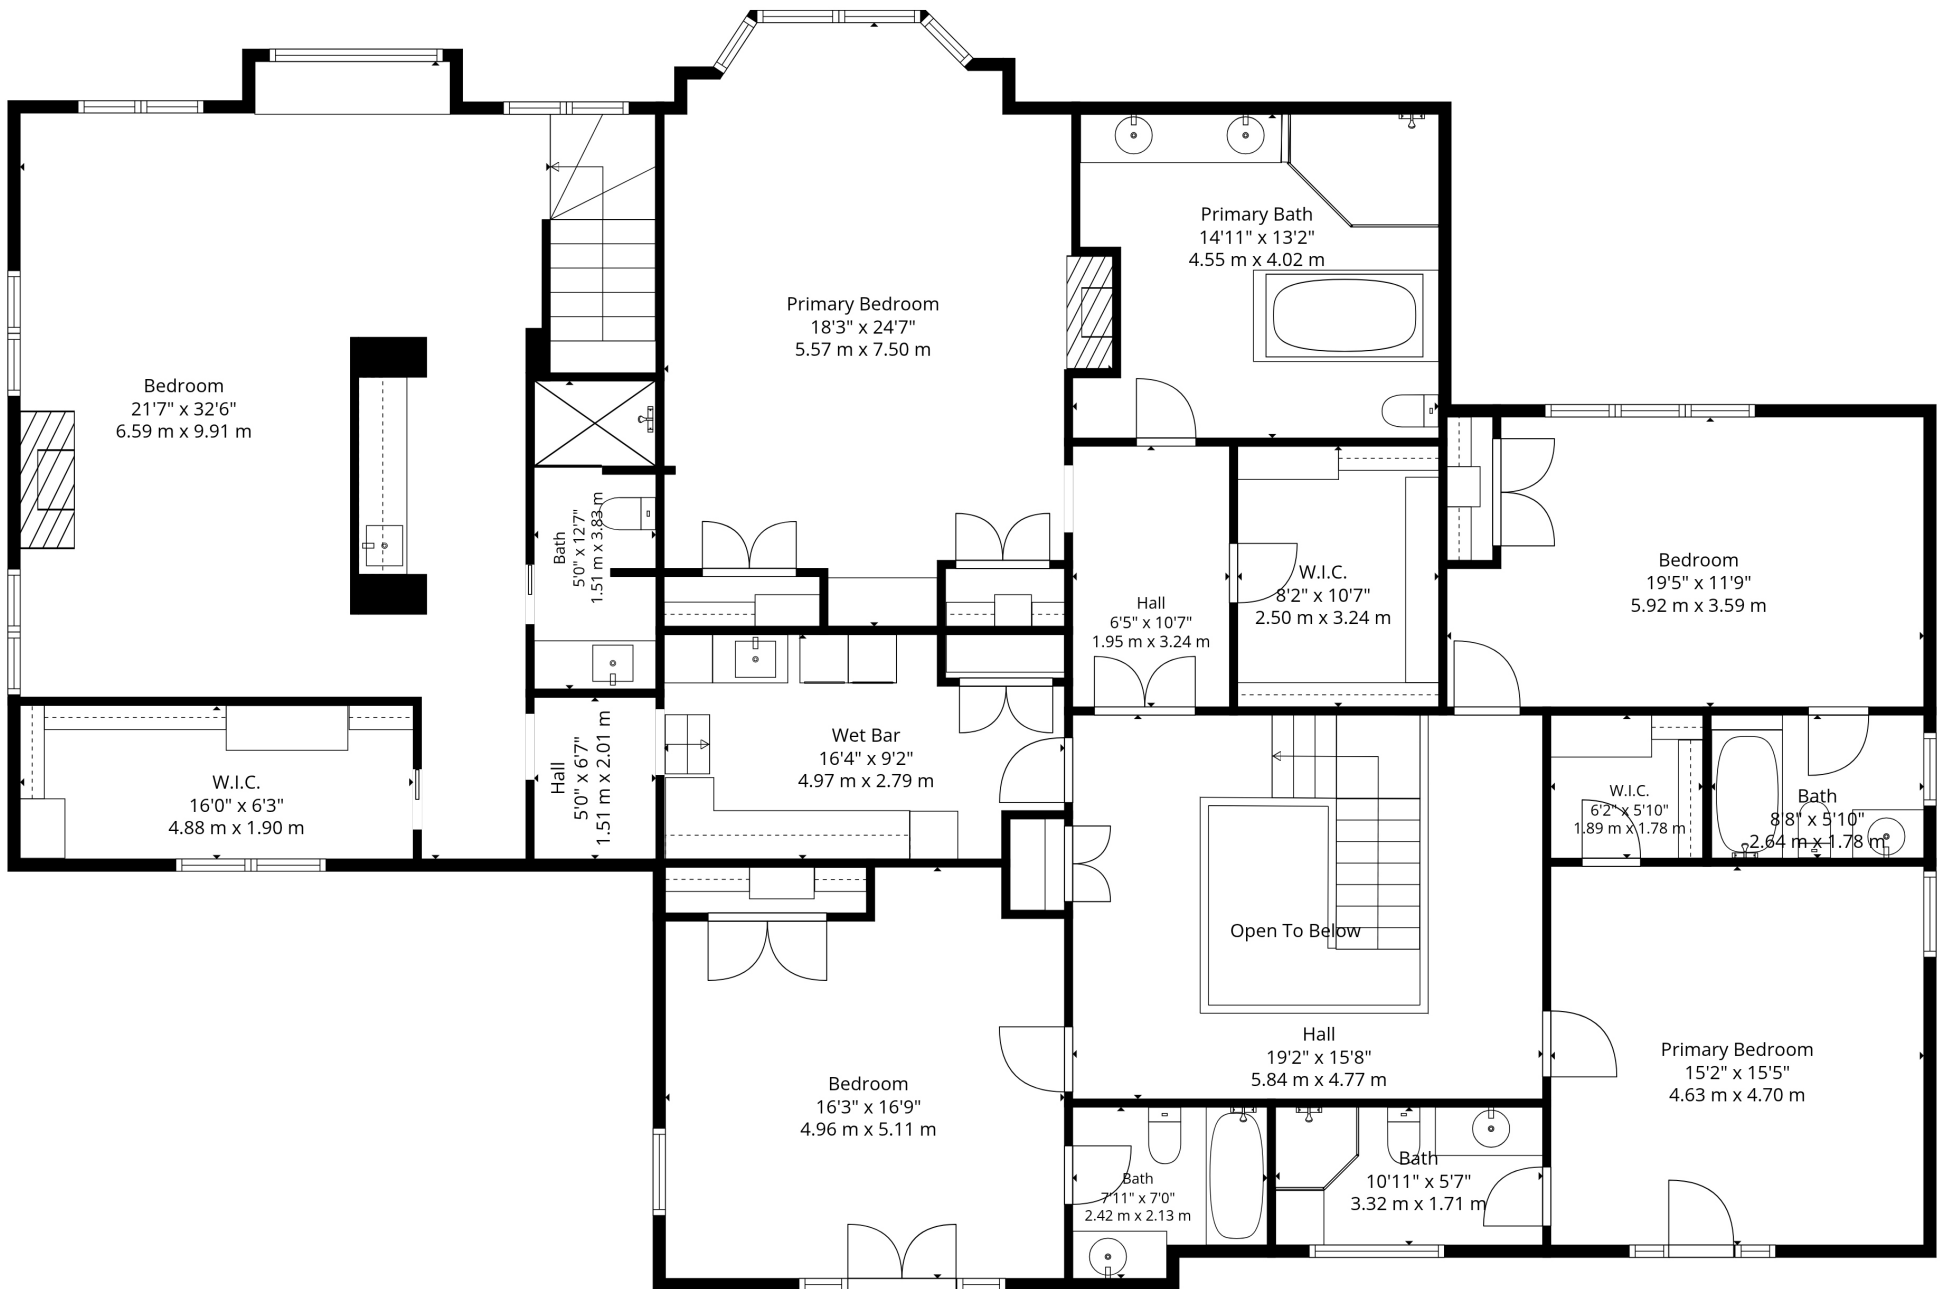 Primary Bath
14'11" x 13'2"
4.55 m x 4.02 m
Primary Bedroom
18'3" x 24'7"
5.57 m x 7.50 m
Bedroom
21'7" x 32'6"
6.59 m x 9.91 m
Bath
5'0" x 12'7"
1.51 m x 3.83 m
Bedroom
19'5" x 11'9"
5.92 m x 3.59 m
W.I.C.
8'2" x 10'7"
2.50 m x 3.24 m
Hall
6'5" x 10'7"
1.95 m x 3.24 m
Wet Bar
16'4" x 9'2"
4.97 m x 2.79 m
Hall
5'0" x 6'7"
1.51 m x 2.01 m
W.I.C.
16'0" x 6'3"
4.88 m x 1.90 m
W.I.C.
6'2" x 5'10"
1.89 m x 1.78 m
Bath
8'8" x 5'10"
2.64 m x 1.78 m
Open To Below
Hall
19'2" x 15'8"
5.84 m x 4.77 m
Primary Bedroom
15'2" x 15'5"
4.63 m x 4.70 m
Bedroom
16'3" x 16'9"
4.96 m x 5.11 m
Bath
7'11" x 7'0"
2.42 m x 2.13 m
Bath
10'11" x 5'7"
3.32 m x 1.71 m